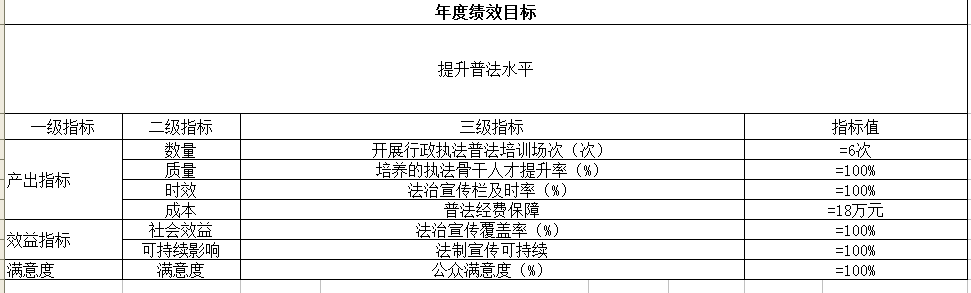 年度绩效目标
提升普法水平
一级指标 二级指标 三级指标 指标值
产出指标 数量 开展行政执法普法培训场次（次） =6次
质量 培养的执法骨干人才提升率（%） =100%
时效 法治宣传栏及时率（%） =100%
成本 普法经费保障 =18万元
效益指标 社会效益 法治宣传覆盖率（%） =100%
可持续影响 法制宣传可持续 =100%
满意度 满意度 公众满意度（%） =100%